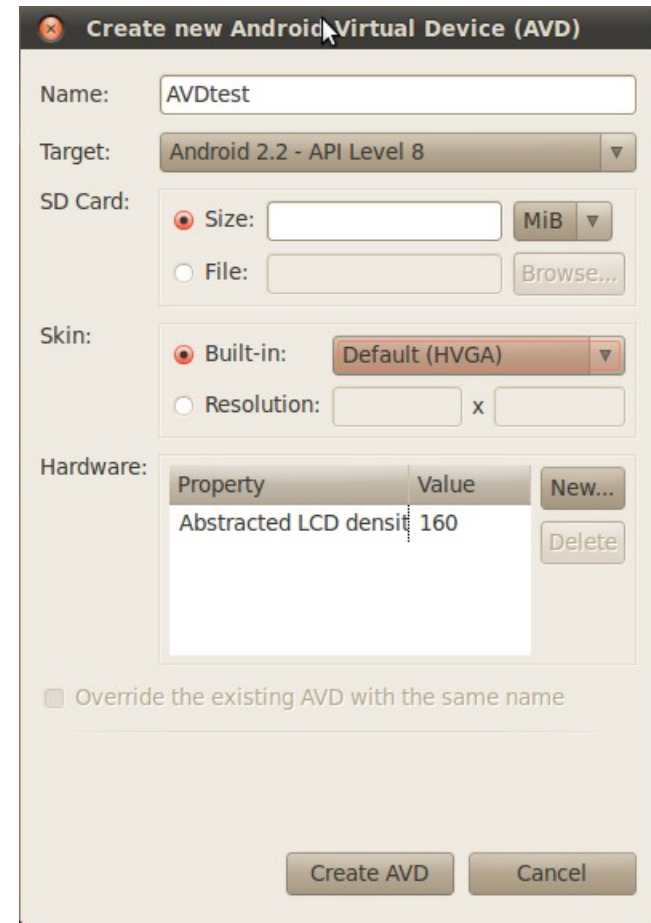 Create new Android Virtual Device (AVD)
Name: AVDtest
Target: Android 2.2 - API Level 8
SD Card:
Size: MiB
File: Browse...
Skin:
Built-in: Default (HVGA)
Resolution: x
Hardware:
Property Value New...
Abstracted LCD densit 160
Delete
Override the existing AVD with the same name
Create AVD Cancel